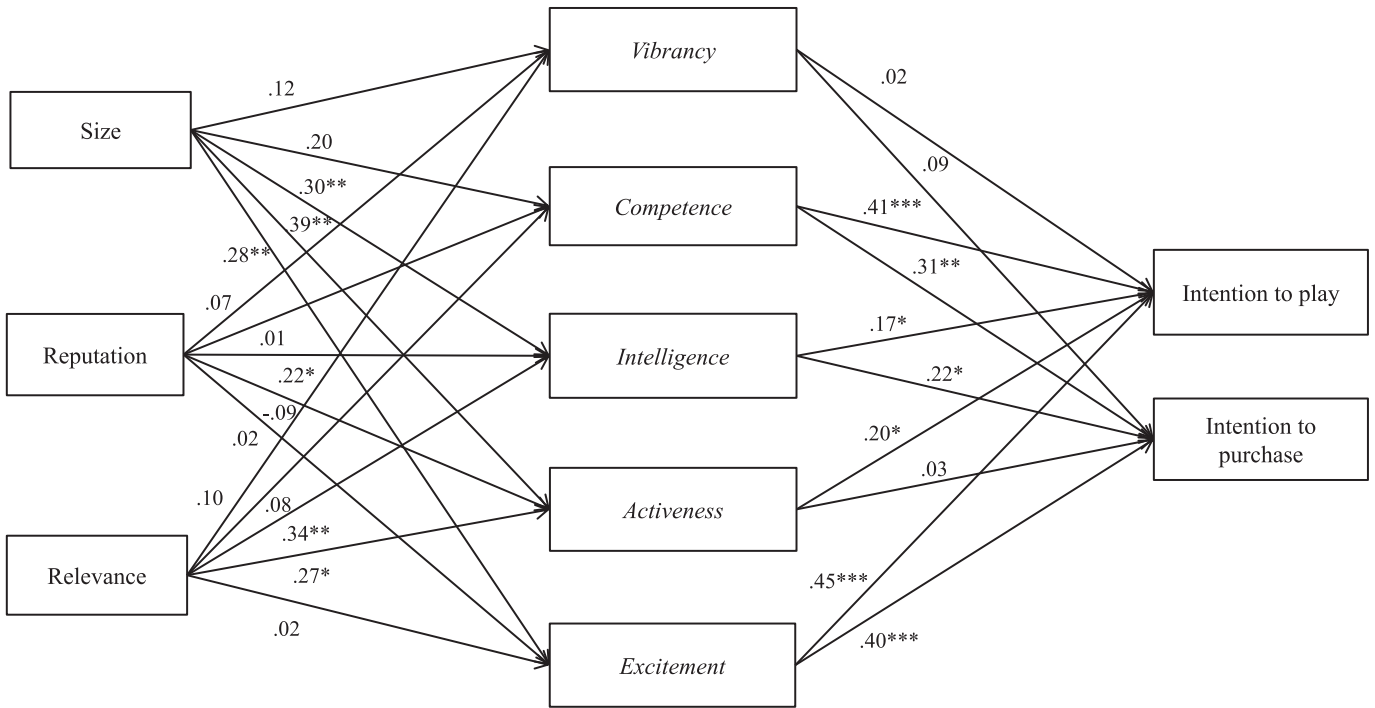 Vibrancy
.02
.12
Size
.09
.20
.30**
Competence
.41***
.39**
.28**
.31**
Intention to play
.07
.17*
.01
Reputation
Intelligence
.22*
.22*
-.09
.02
.20*
Intention to
purchase
.03
.10
.08
Activeness
.34**
Relevance
.27*
.45***
.02
.40***
Excitement